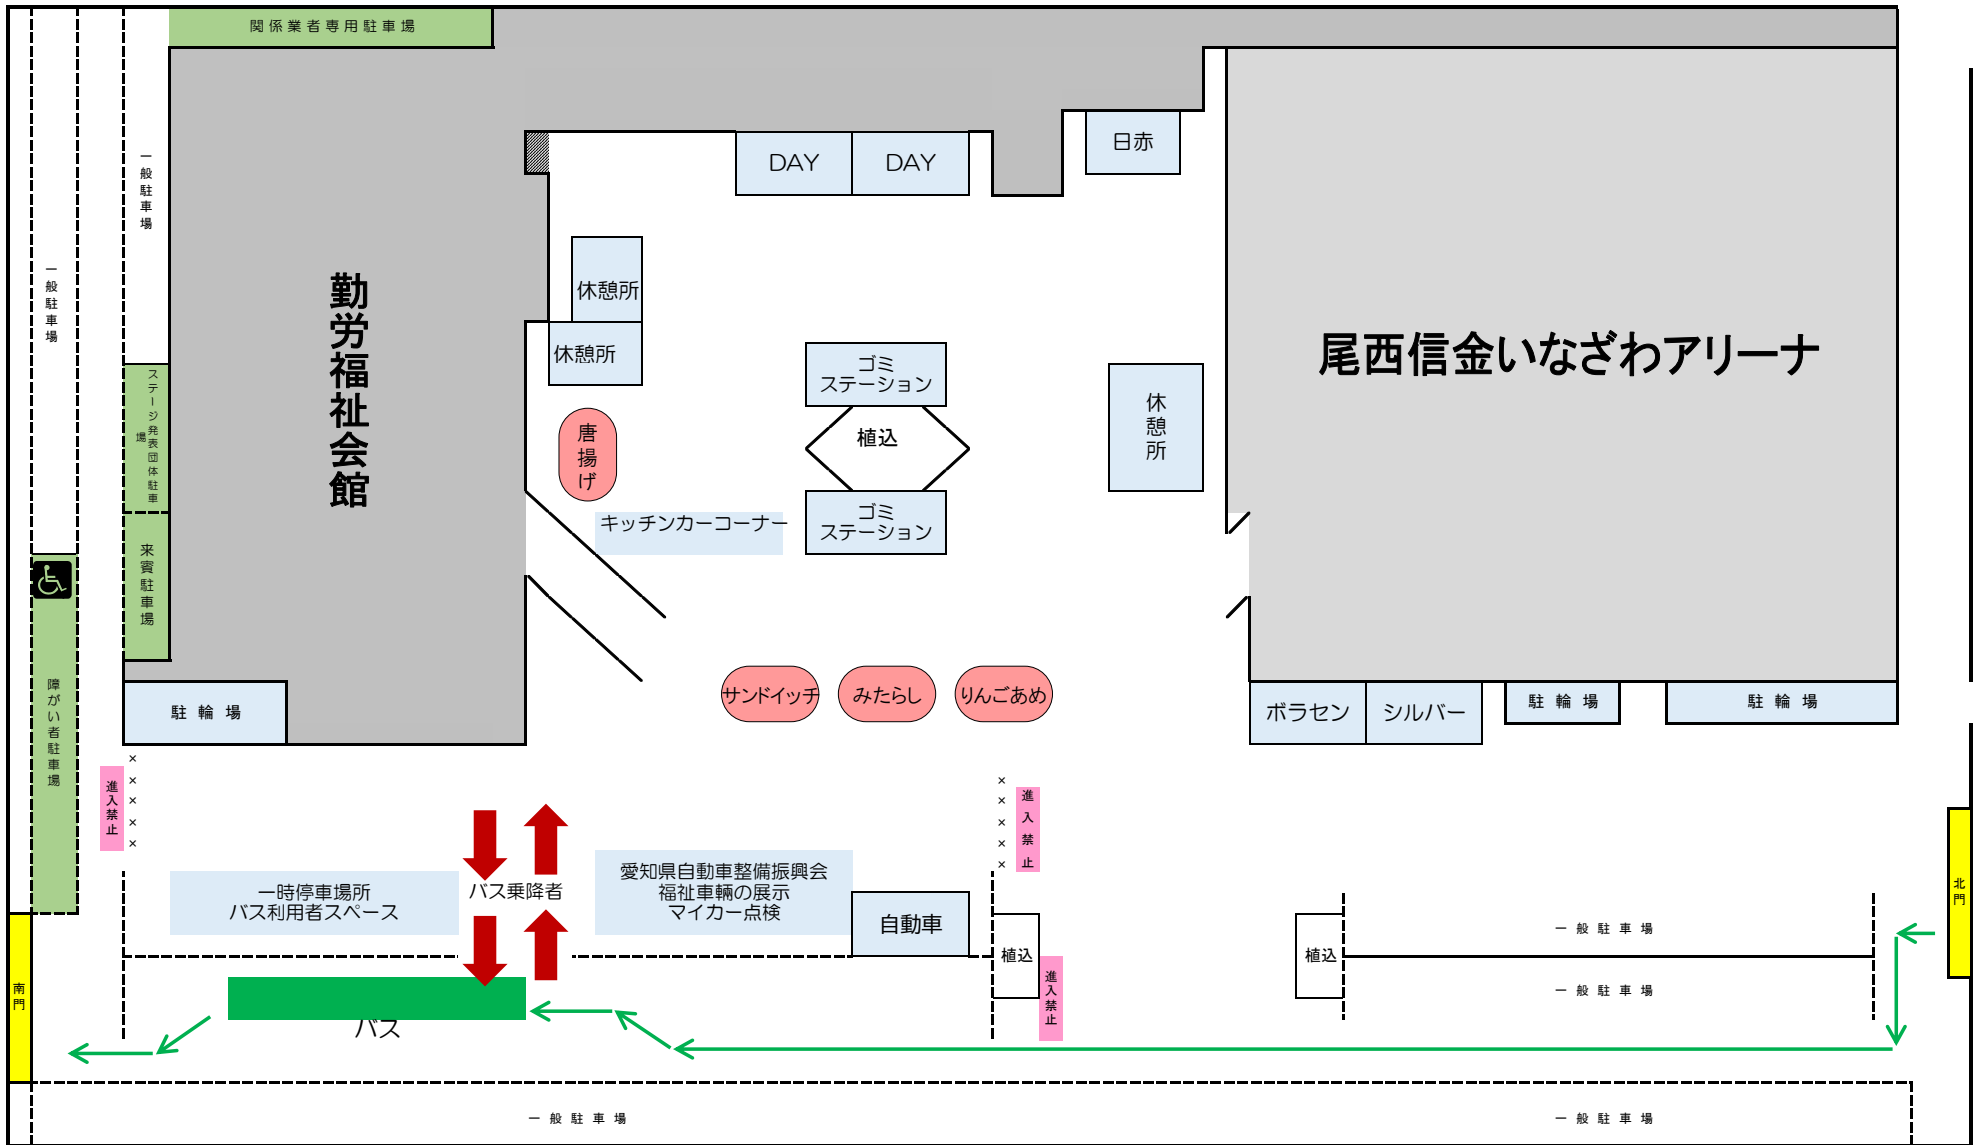 関係業者専用駐車場
一般駐車場
一般駐車場
日赤
DAY
DAY
勤労福祉会館
休憩所
休憩所
尾西信金いなざわアリーナ
ゴミ
ステーション
植込
休憩所
ステージ発表団体駐車
場
唐揚げ
キッチンカーコーナー
ゴミ
ステーション
来賓駐車場
障がい者駐車場
サンドイッチ
みたらし
りんごあめ
駐輪場
ボラセン
シルバー
駐輪場
駐輪場
進入禁止
進入禁止
一時停車場所
バス利用者スペース
バス乗降者
愛知県自動車整備振興会
福祉車輌の展示
マイカー点検
自動車
北門
植込
植込
一般駐車場
一般駐車場
進入禁止
南門
バス
一般駐車場
一般駐車場